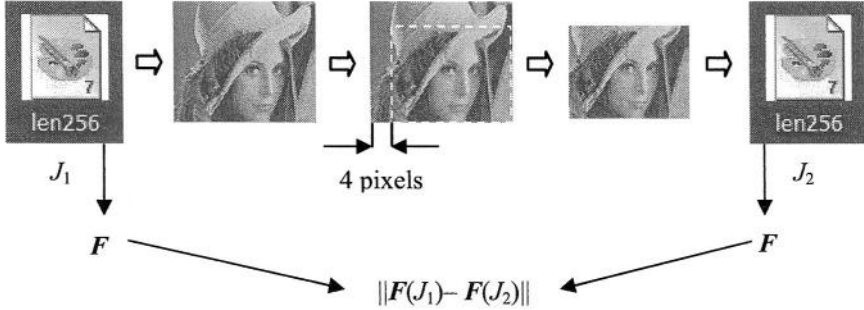 7
len256
7
len256
J₁
4 pixels
J₂
F
F
||F(J₁)– F(J₂)||